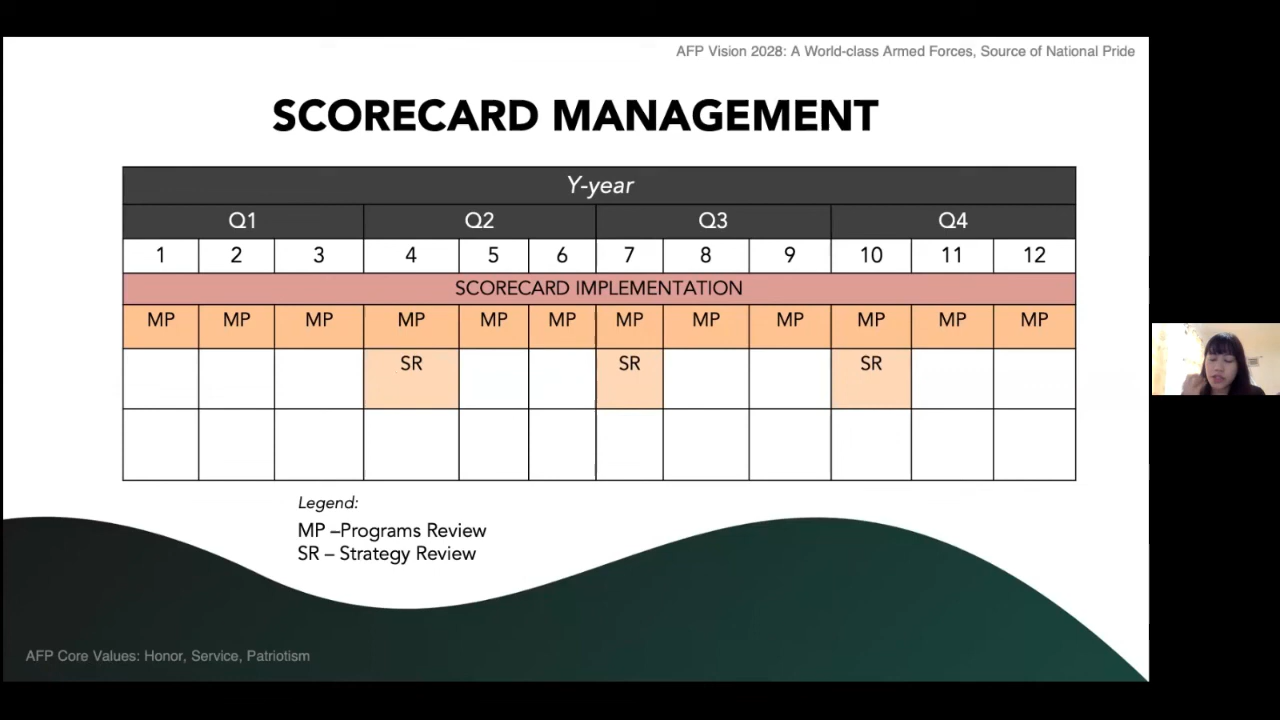 AFP Vision 2028: A World-class Armed Forces, Source of National Pride
SCORECARD MANAGEMENT
Y-year
Q1 Q2 Q3 Q4
1 2 3 4 5 6 7 8 9 10 11 12
SCORECARD IMPLEMENTATION
MP MP MP MP MP MP MP MP MP MP MP MP
SR SR SR
Legend:
MP –Programs Review
SR – Strategy Review
AFP Core Values: Honor, Service, Patriotism